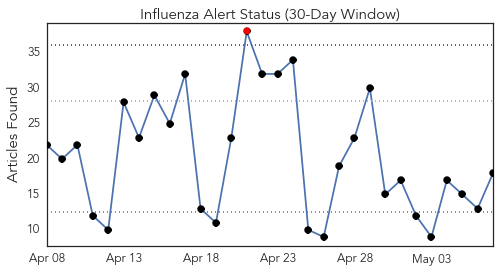 Influenza Alert Status (30-Day Window)
Articles Found
35
30
25
20
15
10
Apr 08
Apr 13
Apr 18
Apr 23
Apr 28
May 03